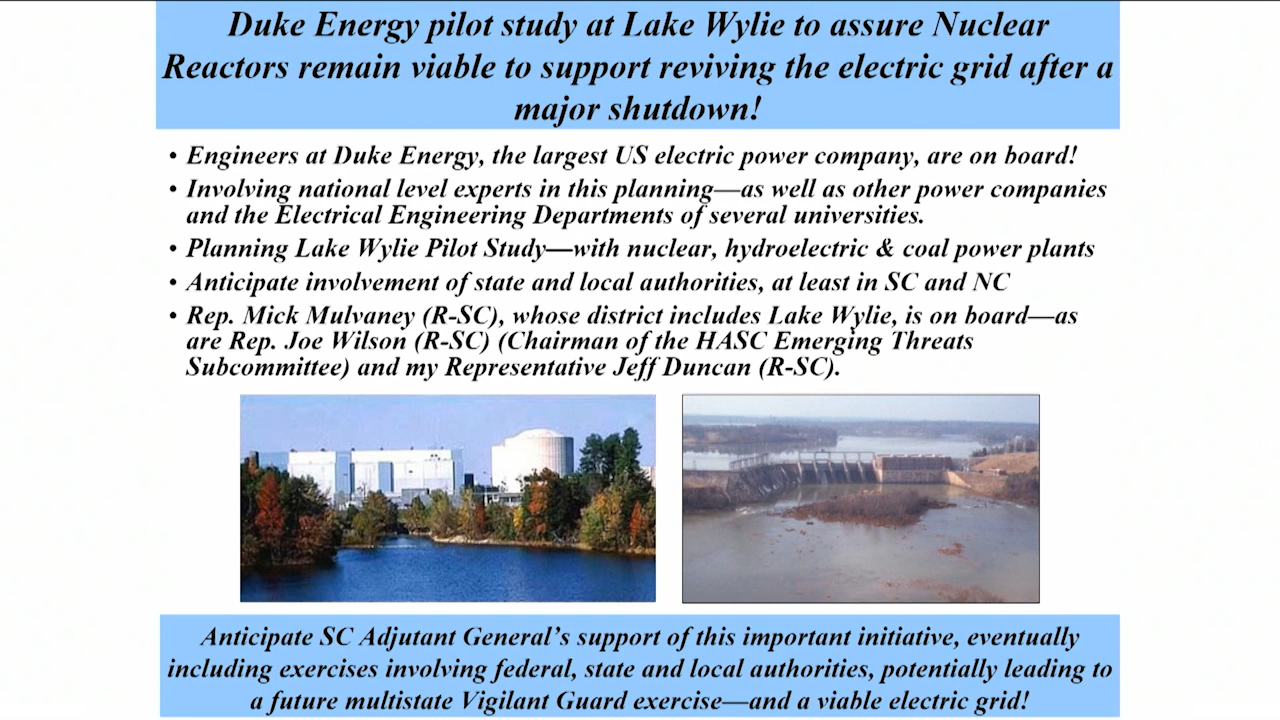 Duke Energy pilot study at Lake Wylie to assure Nuclear
Reactors remain viable to support reviving the electric grid after a
major shutdown!
• Engineers at Duke Energy, the largest US electric power company, are on board!
• Involving national level experts in this planning—as well as other power companies
and the Electrical Engineering Departments of several universities.
• Planning Lake Wylie Pilot Study—with nuclear, hydroelectric & coal power plants
• Anticipate involvement of state and local authorities, at least in SC and NC
• Rep. Mick Mulvaney (R-SC), whose district includes Lake Wylie, is on board—as
are Rep. Joe Wilson (R-SC) (Chairman of the HASC Emerging Threats
Subcommittee) and my Representative Jeff Duncan (R-SC).
Anticipate SC Adjutant General’s support of this important initiative, eventually
including exercises involving federal, state and local authorities, potentially leading to
a future multistate Vigilant Guard exercise—and a viable electric grid!